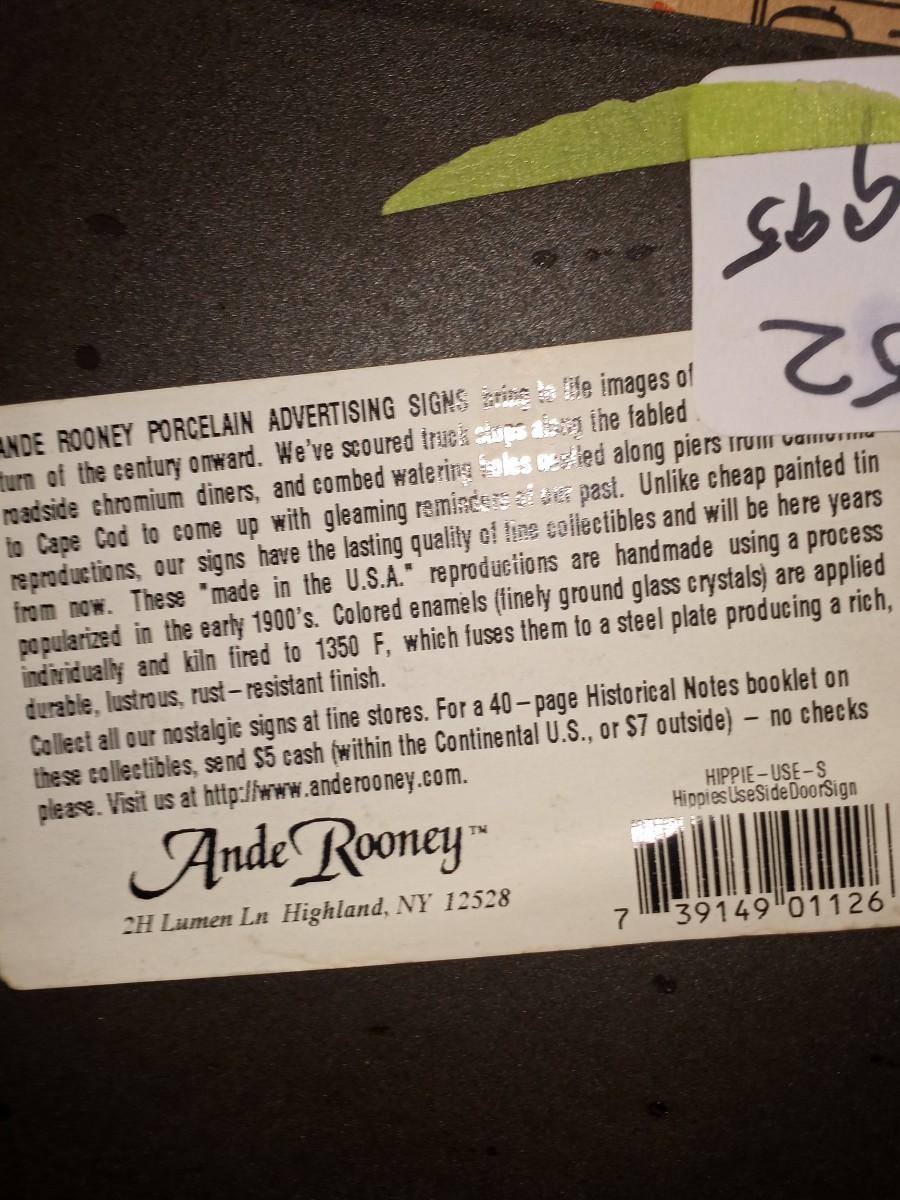 995
52
ANDE ROONEY PORCELAIN ADVERTISING SIGNS bring to life images of
turn of the century onward. We've scoured truck stops along the fabled
roadside chromium diners, and combed watering holes nestled along piers from California
to Cape Cod to come up with gleaming reminders of our past. Unlike cheap painted tin
reproductions, our signs have the lasting quality of fine collectibles and will be here years
from now. These "made in the U.S.A." reproductions are handmade using a process
popularized in the early 1900's. Colored enamels (finely ground glass crystals) are applied
individually and kiln fired to 1350 F, which fuses them to a steel plate producing a rich,
durable, lustrous, rust-resistant finish.
Collect all our nostalgic signs at fine stores. For a 40-page Historical Notes booklet on
these collectibles, send $5 cash (within the Continental U.S., or $7 outside) - no checks
please. Visit us at http://www.anderooney.com.
HIPPIE-USE-S
HippiesUseSideDoorSign
Ande Rooney™
2H Lumen Ln Highland, NY 12528
7 39149 01126